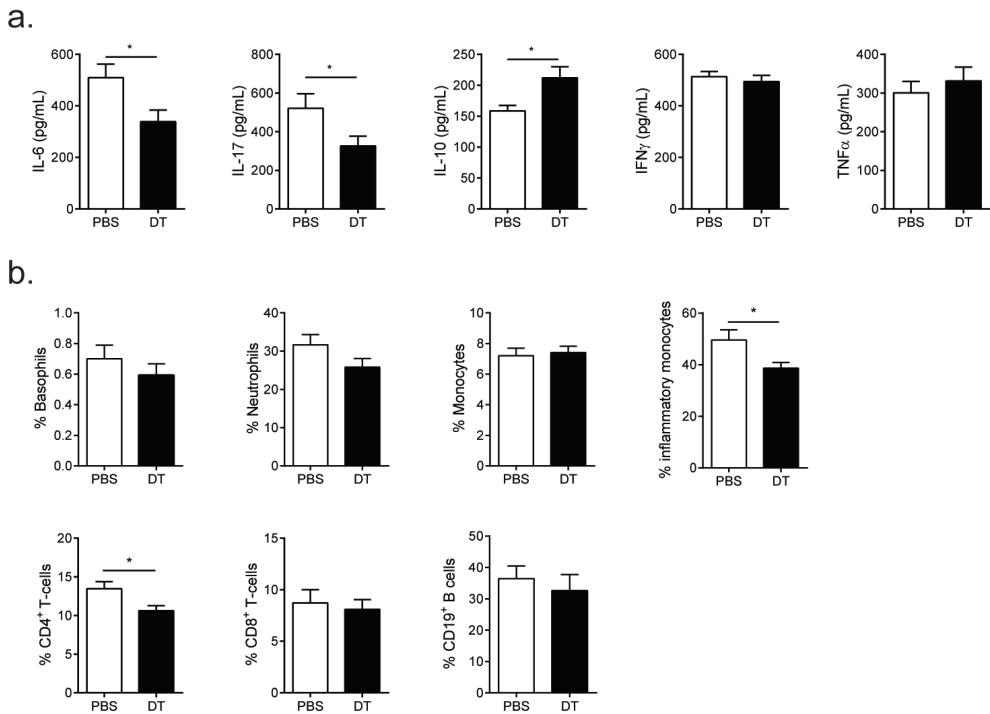 a.
IL-6 (pg/mL)
600
400
200
0
*
PBS DT
IL-17 (pg/mL)
800
600
400
200
0
*
PBS DT
IL-10 (pg/mL)
250
200
150
100
50
0
*
PBS DT
IFNγ (pg/mL)
600
400
200
0
PBS DT
TNFα (pg/mL)
400
300
200
100
0
PBS DT
b.
% Basophils
1.0
0.8
0.6
0.4
0.2
0.0
PBS DT
% Neutrophils
40
30
20
10
0
PBS DT
% Monocytes
10
8
6
4
2
0
PBS DT
% inflammatory monocytes
60
40
20
0
*
PBS DT
% CD4+ T-cells
20
15
10
5
0
*
PBS DT
% CD8+ T-cells
15
10
5
0
PBS DT
% CD19+ B cells
50
40
30
20
10
0
PBS DT